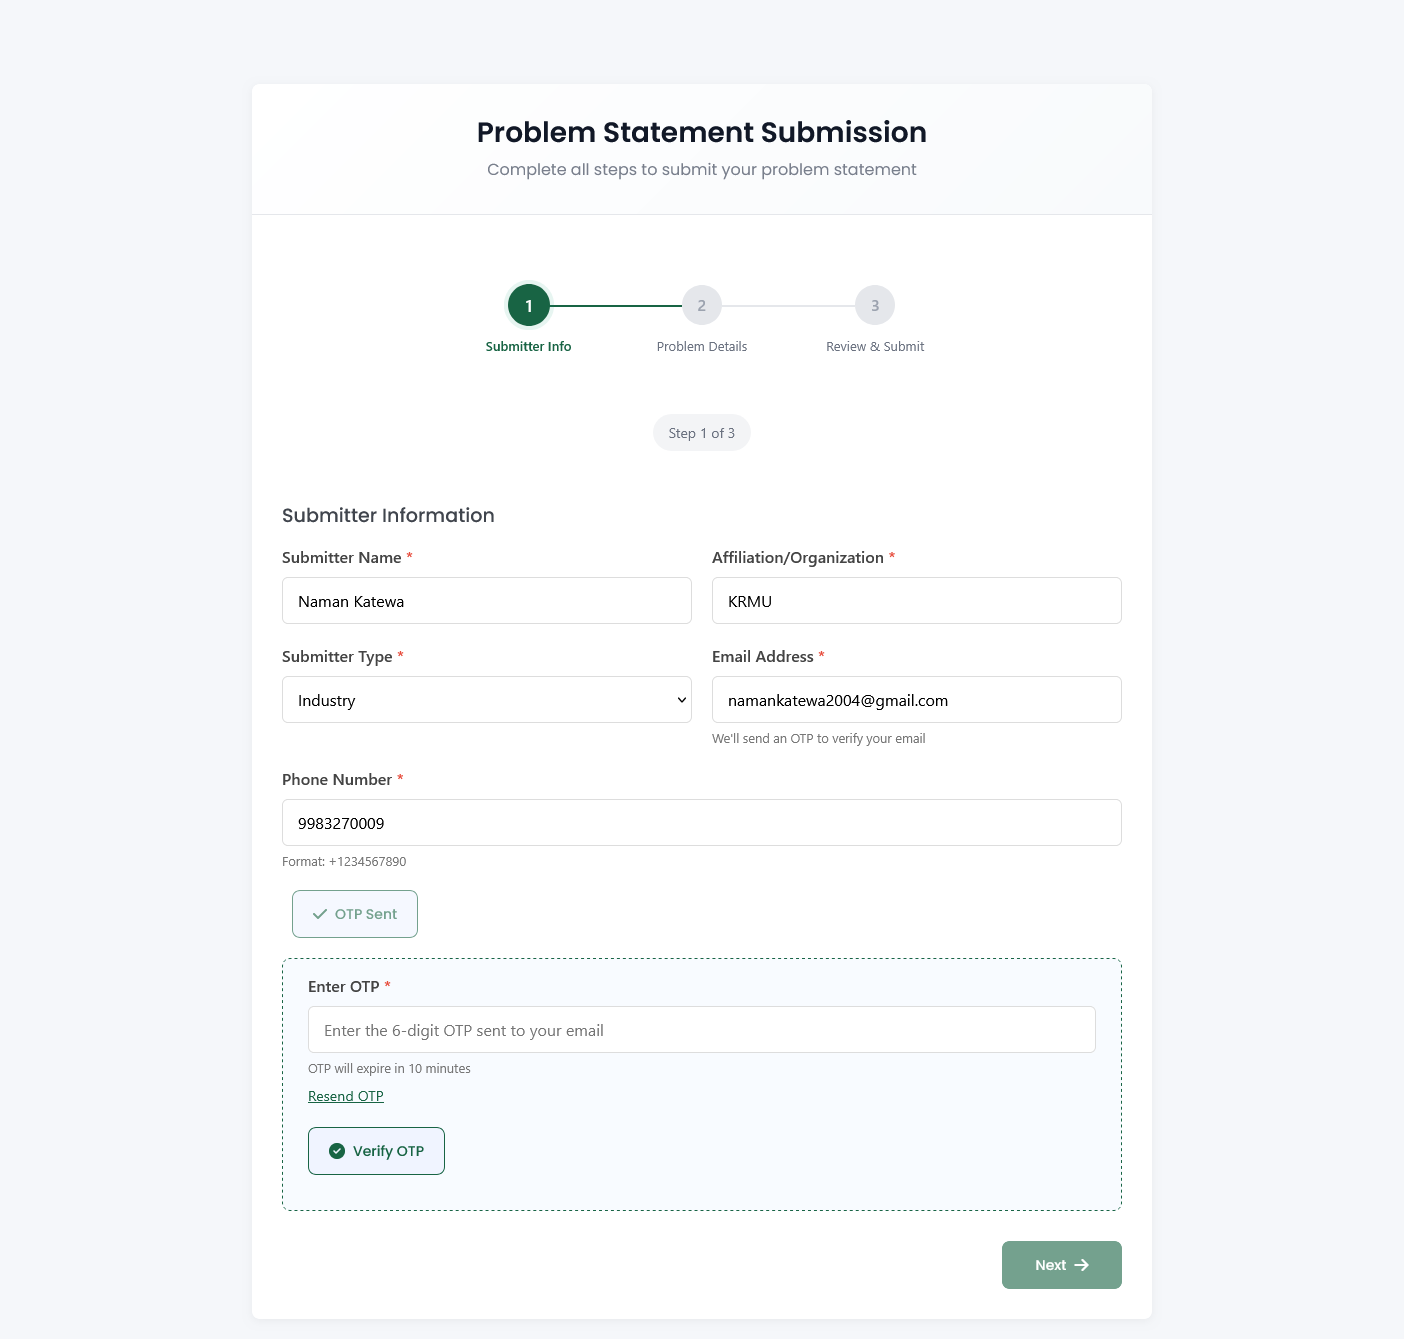 Problem Statement Submission
Complete all steps to submit your problem statement
1
2
3
Submitter Info
Problem Details
Review & Submit
Step 1 of 3
Submitter Information
Submitter Name *
Affiliation/Organization *
Naman Katewa
KRMU
Submitter Type *
Email Address *
Industry
namankatewa2004@gmail.com
We'll send an OTP to verify your email
Phone Number *
9983270009
Format: +1234567890
OTP Sent
Enter OTP *
Enter the 6-digit OTP sent to your email
OTP will expire in 10 minutes
Resend OTP
Verify OTP
Next